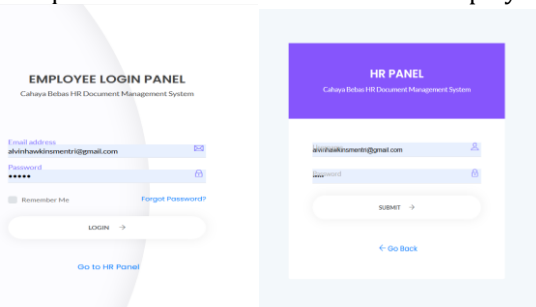 EMPLOYEE LOGIN PANEL
Cahaya Bebas HR Document Management System
Email address
alvinhawkinsmentri@gmail.com
Password
•••••
Remember Me
Forgot Password?
LOGIN →
Go to HR Panel
HR PANEL
Cahaya Bebas HR Document Management System
alvinhawkinsmentri@gmail.com
Password
•••••
SUBMIT →
← Go Back